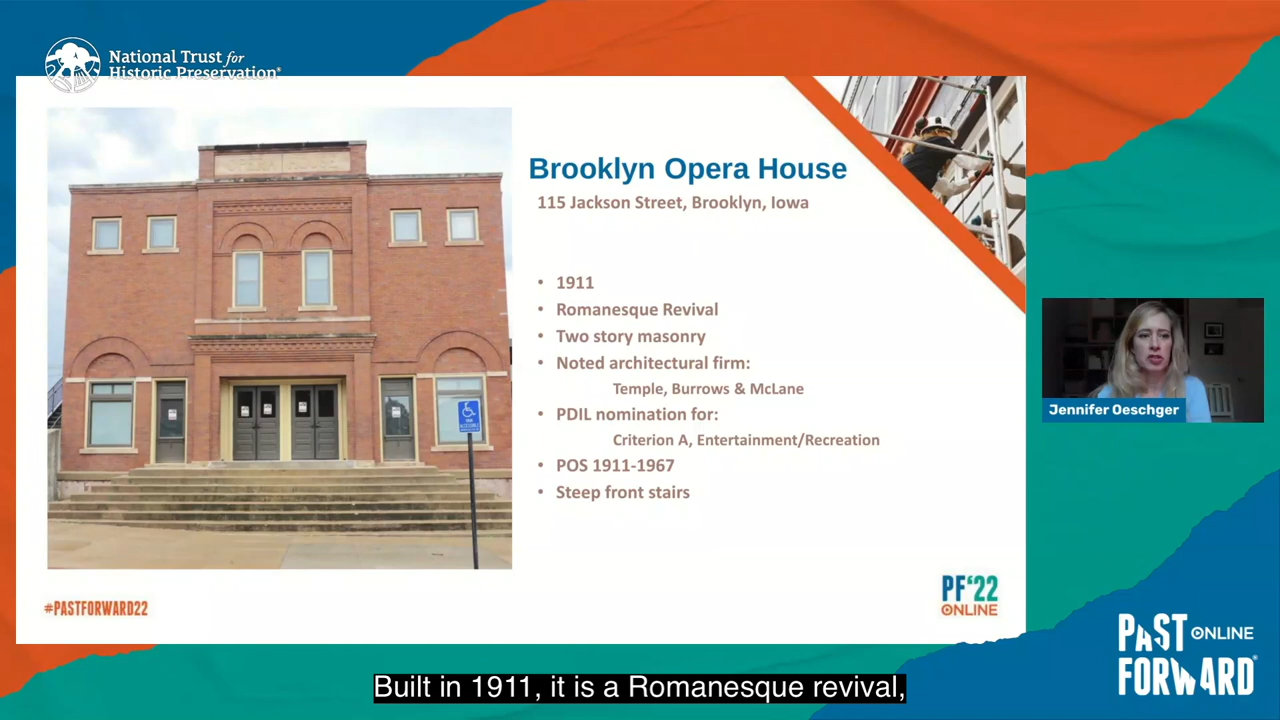 National Trust for
Historic Preservation®
Brooklyn Opera House
115 Jackson Street, Brooklyn, Iowa
• 1911
• Romanesque Revival
• Two story masonry
• Noted architectural firm:
Temple, Burrows & McLane
• PDIL nomination for:
Criterion A, Entertainment/Recreation
• POS 1911-1967
• Steep front stairs
Jennifer Oeschger
#PASTFORWARD22
PF'22
ONLINE
PAST ONLINE
FORWARD®
Built in 1911, it is a Romanesque revival,